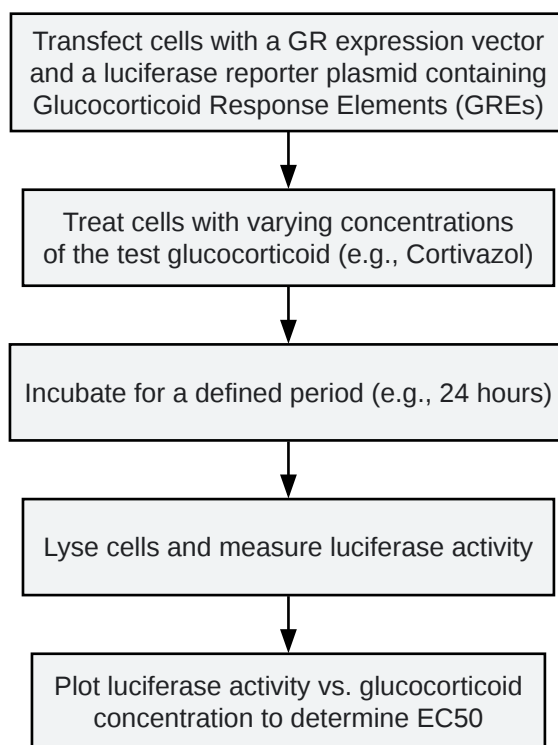 Transfect cells with a GR expression vector
and a luciferase reporter plasmid containing
Glucocorticoid Response Elements (GREs)
Treat cells with varying concentrations
of the test glucocorticoid (e.g., Cortivazol)
Incubate for a defined period (e.g., 24 hours)
Lyse cells and measure luciferase activity
Plot luciferase activity vs. glucocorticoid
concentration to determine EC50